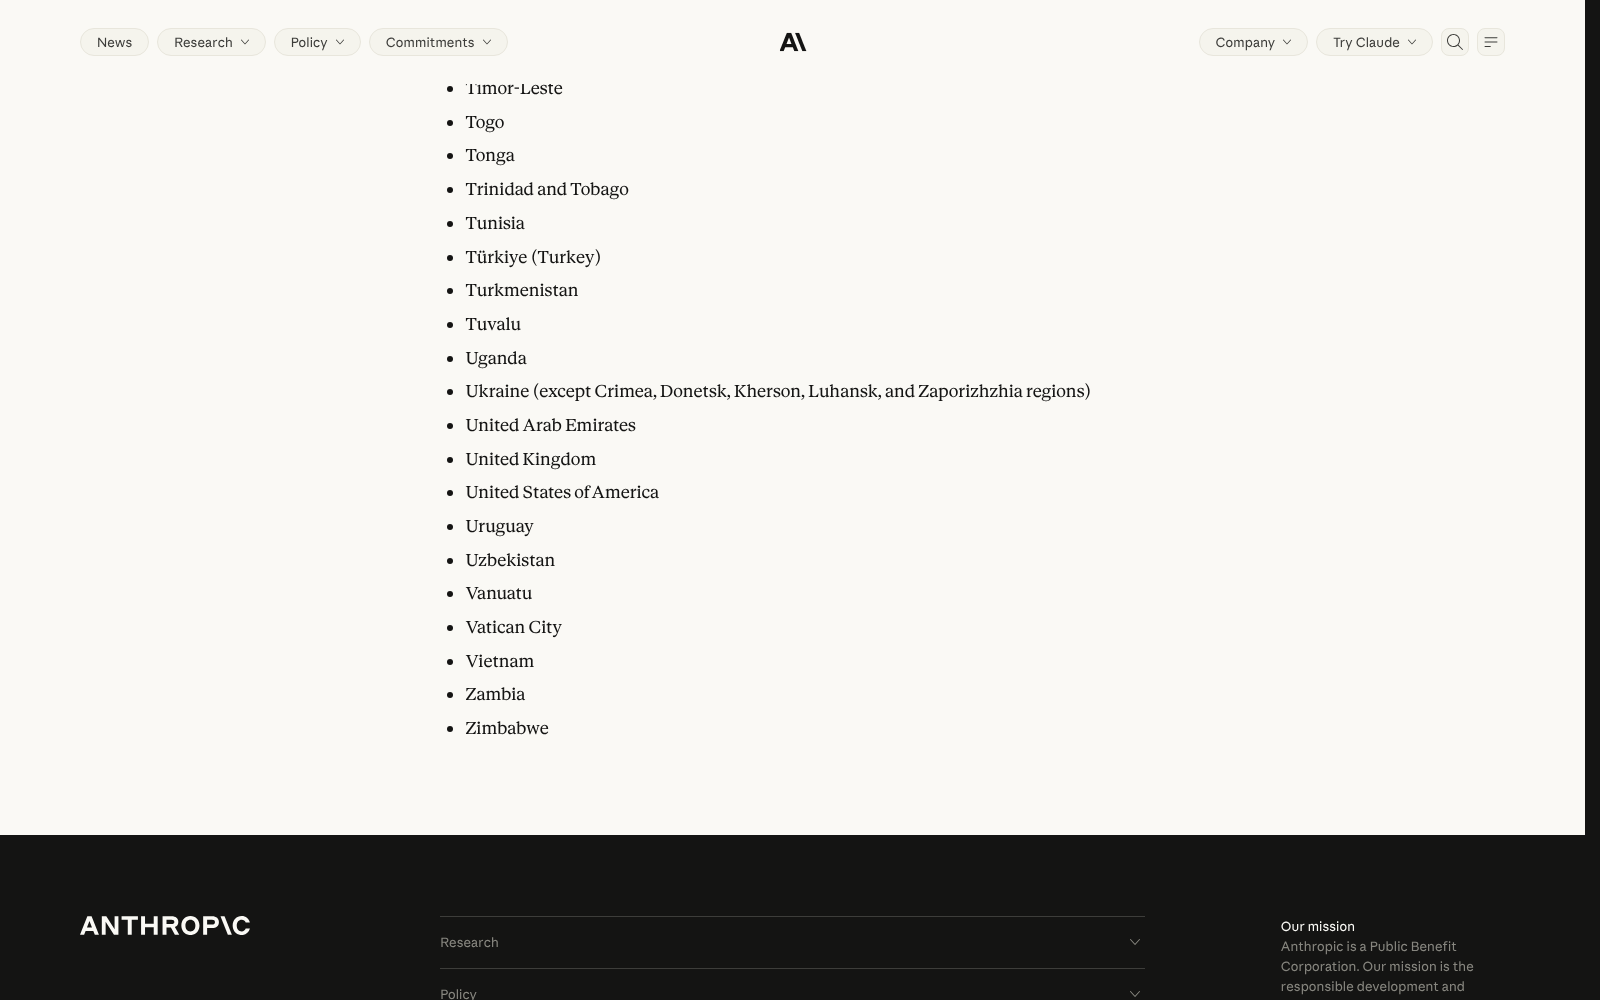 News
Research
Policy
Commitments
Company
Try Claude
Timor-Leste
Togo
Tonga
Trinidad and Tobago
Tunisia
Türkiye (Turkey)
Turkmenistan
Tuvalu
Uganda
Ukraine (except Crimea, Donetsk, Kherson, Luhansk, and Zaporizhzhia regions)
United Arab Emirates
United Kingdom
United States of America
Uruguay
Uzbekistan
Vanuatu
Vatican City
Vietnam
Zambia
Zimbabwe
ANTHROP\C
Research
Policy
Our mission
Anthropic is a Public Benefit
Corporation. Our mission is the
responsible development and